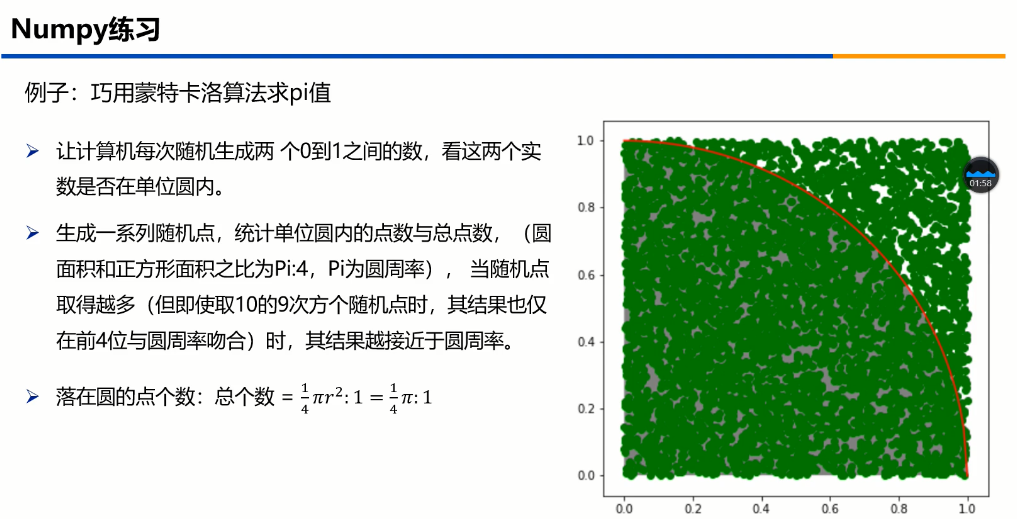 Numpy练习
例子：巧用蒙特卡洛算法求pi值
➢ 让计算机每次随机生成两 个0到1之间的数，看这两个实
数是否在单位圆内。
➢ 生成一系列随机点，统计单位圆内的点数与总点数，（圆
面积和正方形面积之比为Pi:4，Pi为圆周率）， 当随机点
取得越多（但即使取10的9次方个随机点时，其结果也仅
在前4位与圆周率吻合）时，其结果越接近于圆周率。
➢ 落在圆的点个数：总个数 = 1/4 πr²: 1 = 1/4 π: 1
1.0
0.8
0.6
0.4
0.2
0.0
0.0 0.2 0.4 0.6 0.8 1.0
01:58